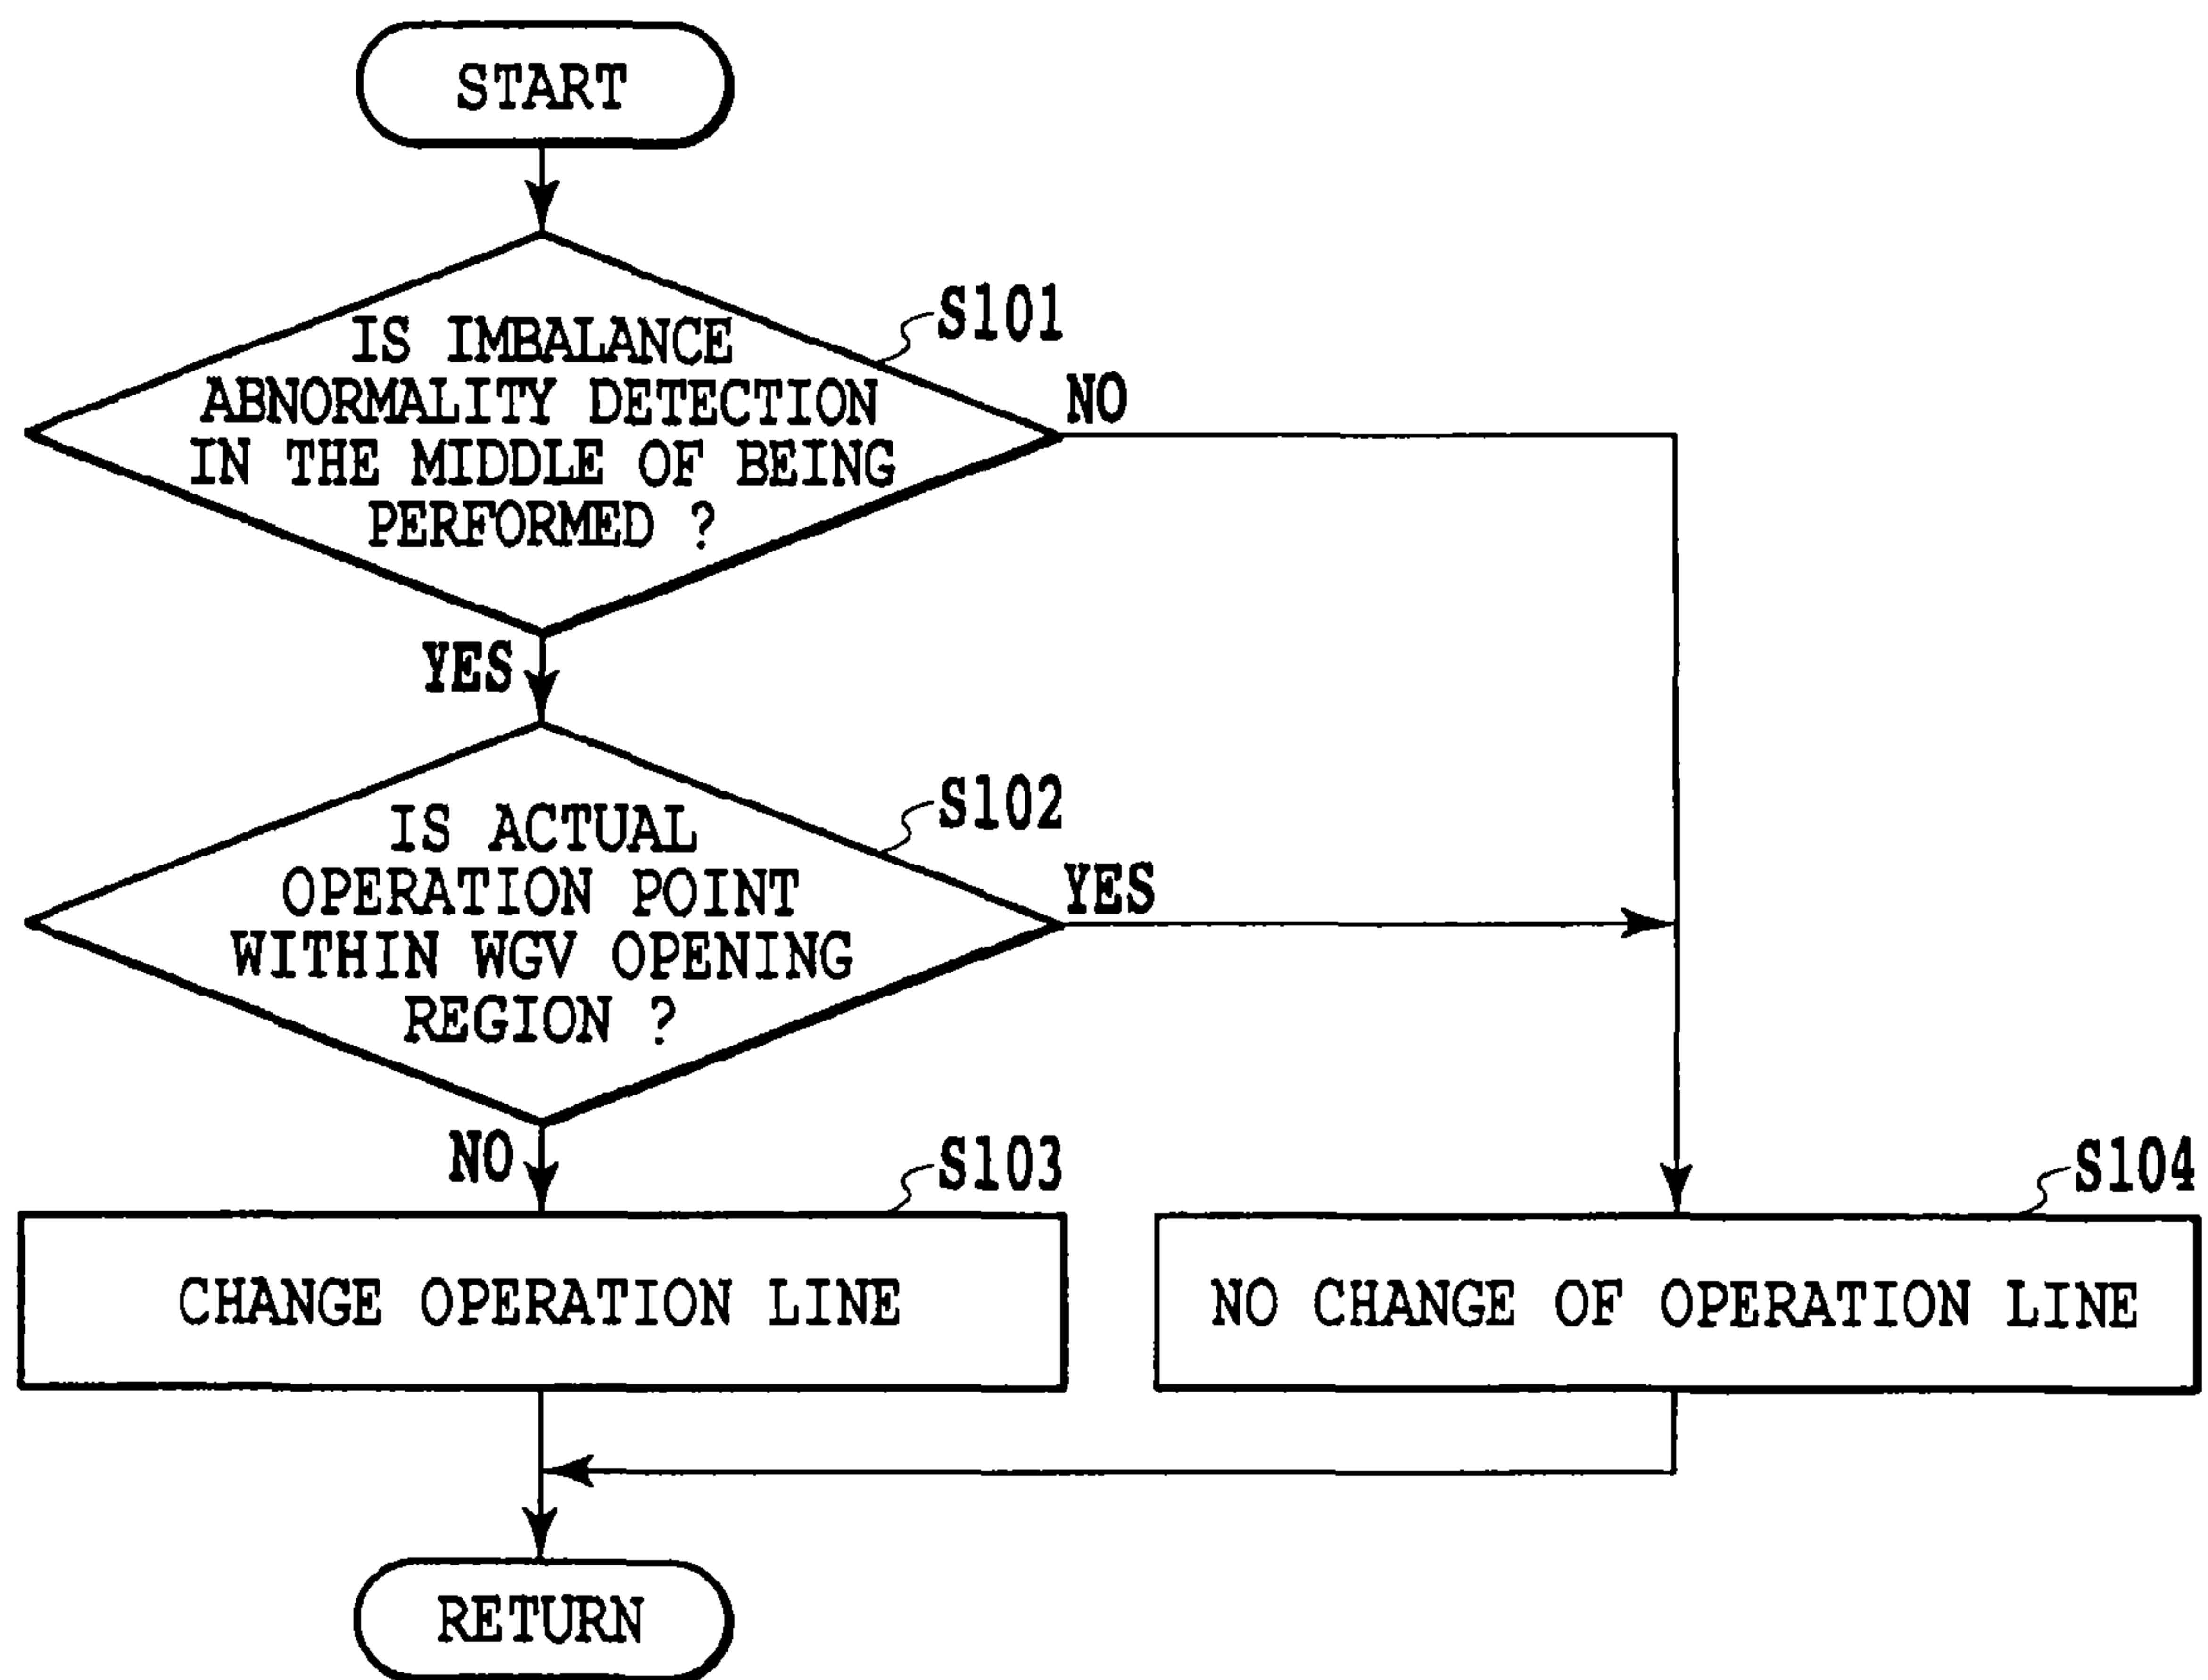 START
S101
IS IMBALANCE
ABNORMALITY DETECTION
IN THE MIDDLE OF BEING
PERFORMED ?
NO
YES
S102
IS ACTUAL
OPERATION POINT
WITHIN WGV OPENING
REGION ?
YES
NO
S103
CHANGE OPERATION LINE
S104
NO CHANGE OF OPERATION LINE
RETURN